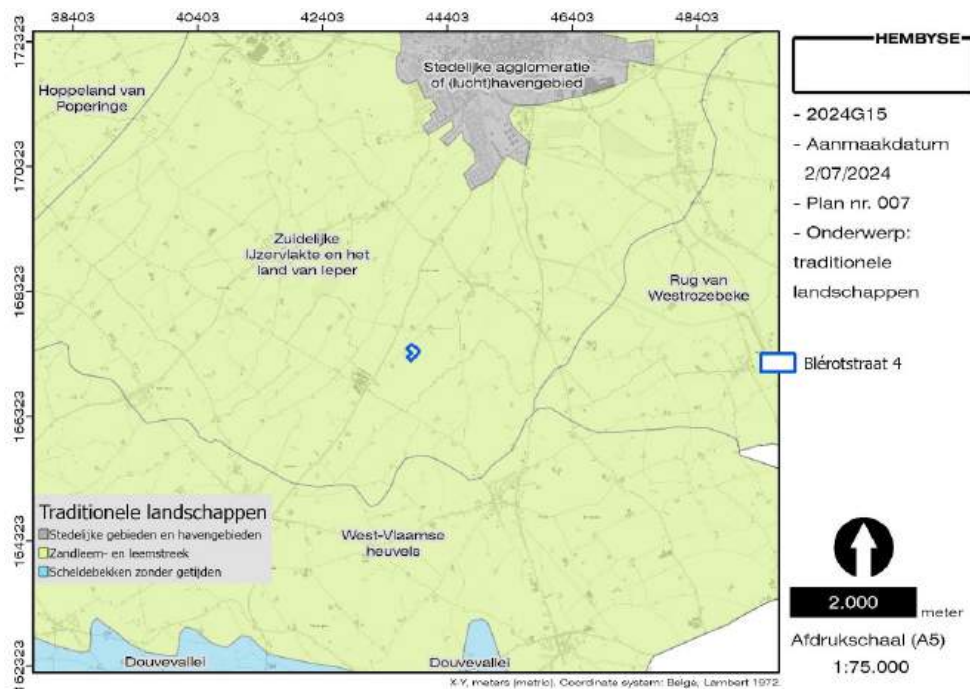 38403 40403 42403 44403 46403 48403
172323
170323
168323
166323
164323
162323
Hoppeland van
Poperinge
Stedelijke agglomeratie
of (lucht)havengebied
Zuidelijke
IJzervlakte en het
land van Ieper
Rug van
Westrozebeke
West-Vlaamse
heuvels
Douvevallei
Douvevallei
Traditionele landschappen
Stedelijke gebieden en havengebieden
Zandleem- en leemstreek
Scheldebekken zonder getijden
X-Y, meters (metric). Coordinate system: Belge, Lambert 1972.
HEMBYSE
- 2024G15
- Aanmaakdatum
2/07/2024
- Plan nr. 007
- Onderwerp:
traditionele
landschappen
Blérotstraat 4
2.000 meter
Afdrukschaal (A5)
1:75.000